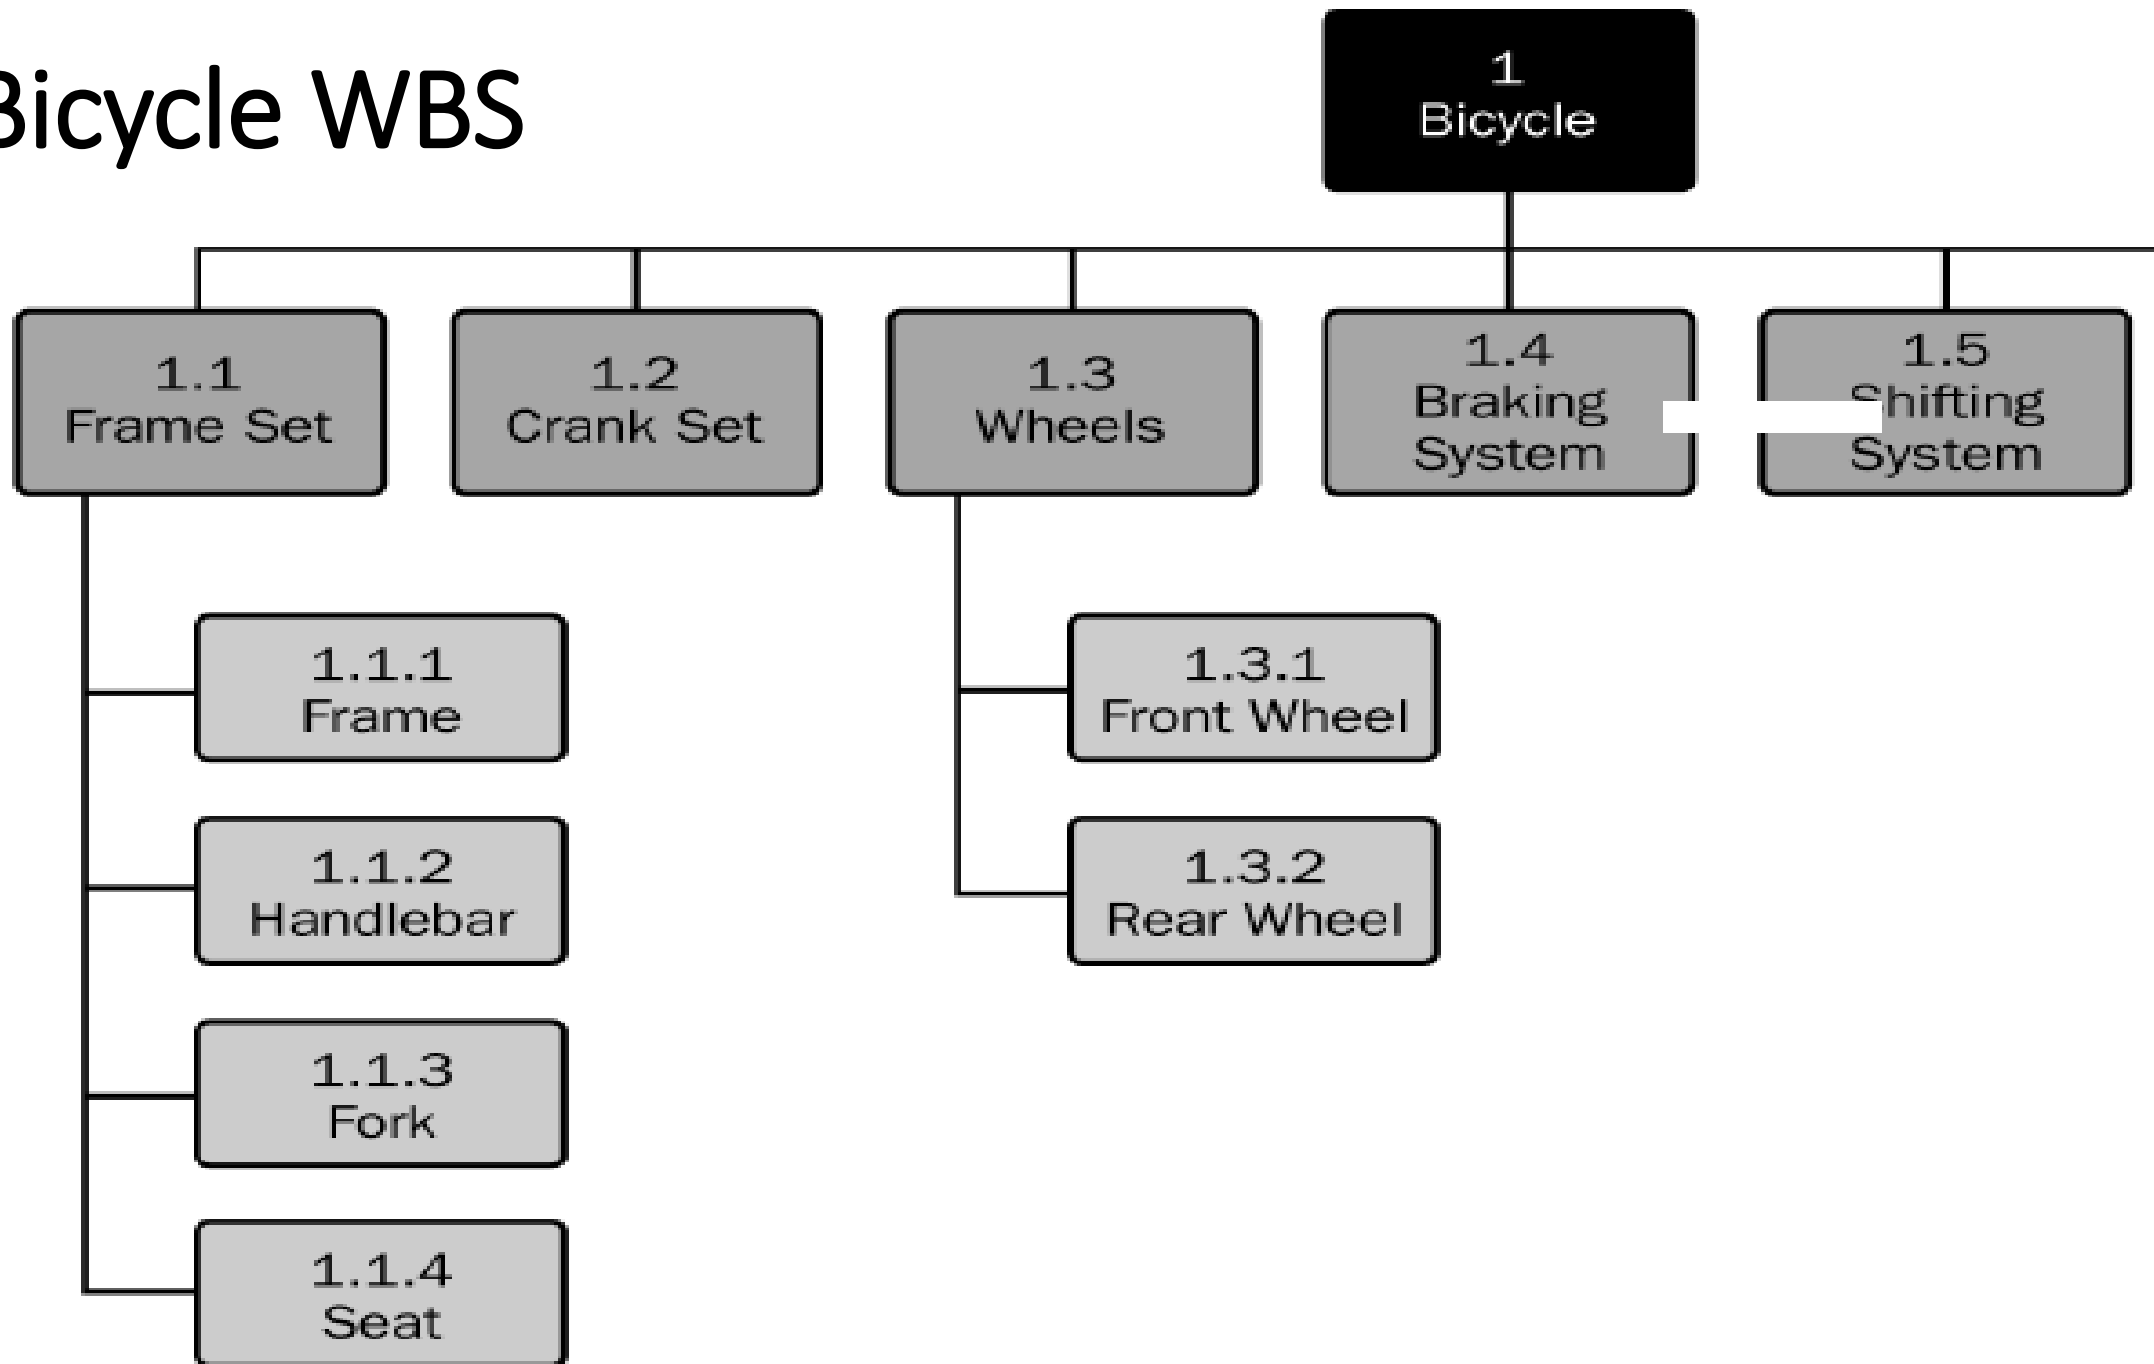 Bicycle WBS
1
Bicycle
1.1
Frame Set
1.2
Crank Set
1.3
Wheels
1.4
Braking
System
1.5
Shifting
System
1.1.1
Frame
1.1.2
Handlebar
1.1.3
Fork
1.1.4
Seat
1.3.1
Front Wheel
1.3.2
Rear Wheel